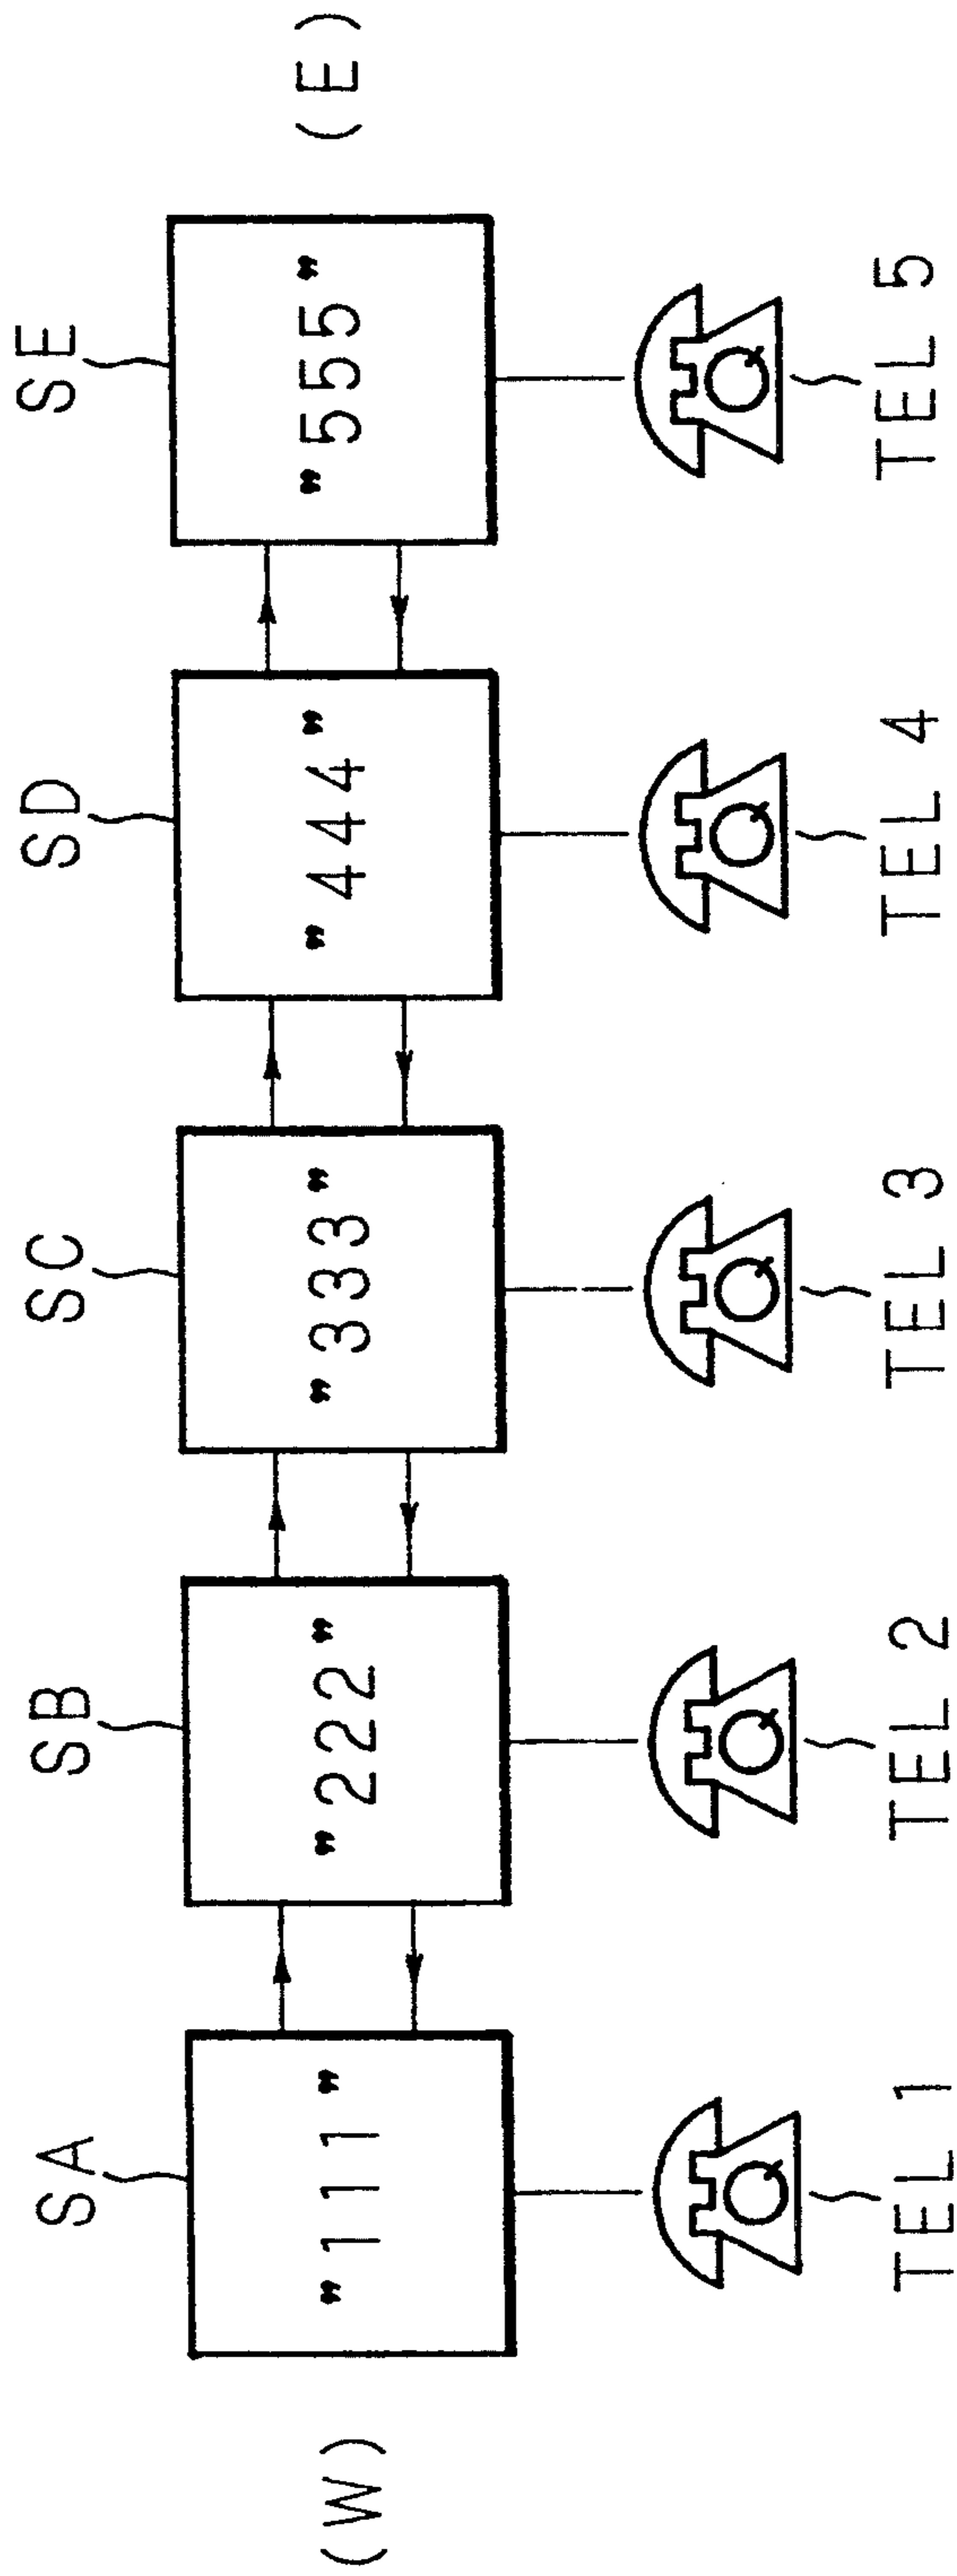 SA SB SC SD SE
(W) "111" "222" "333" "444" "555" (E)
TEL 1 TEL 2 TEL 3 TEL 4 TEL 5